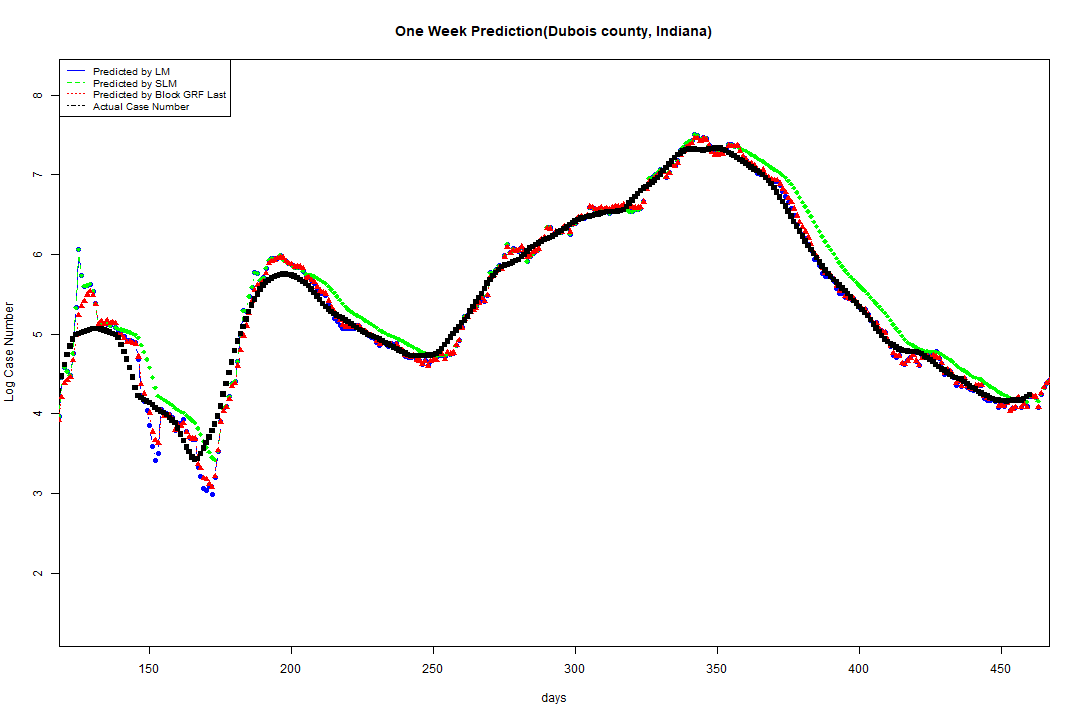 One Week Prediction(Dubois county, Indiana)
Predicted by LM
Predicted by SLM
Predicted by Block GRF Last
Actual Case Number
8
7
6
5
4
3
2
Log Case Number
150 200 250 300 350 400 450
days